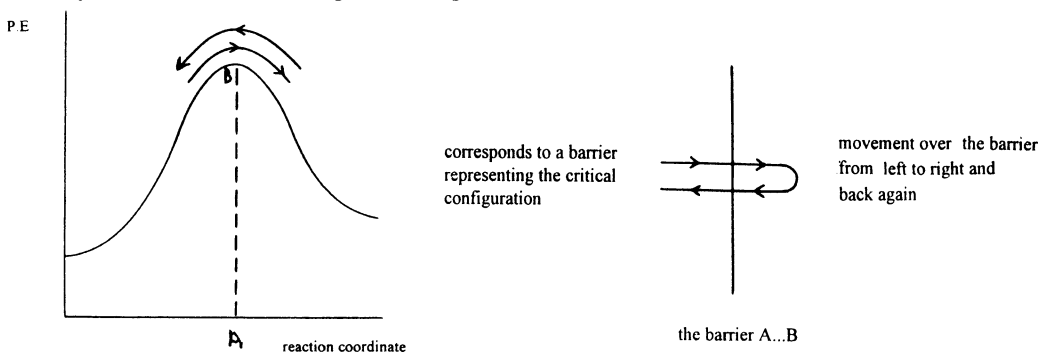 P.E
B
A
reaction coordinate
corresponds to a barrier
representing the critical
configuration
movement over the barrier
from left to right and
back again
the barrier A...B